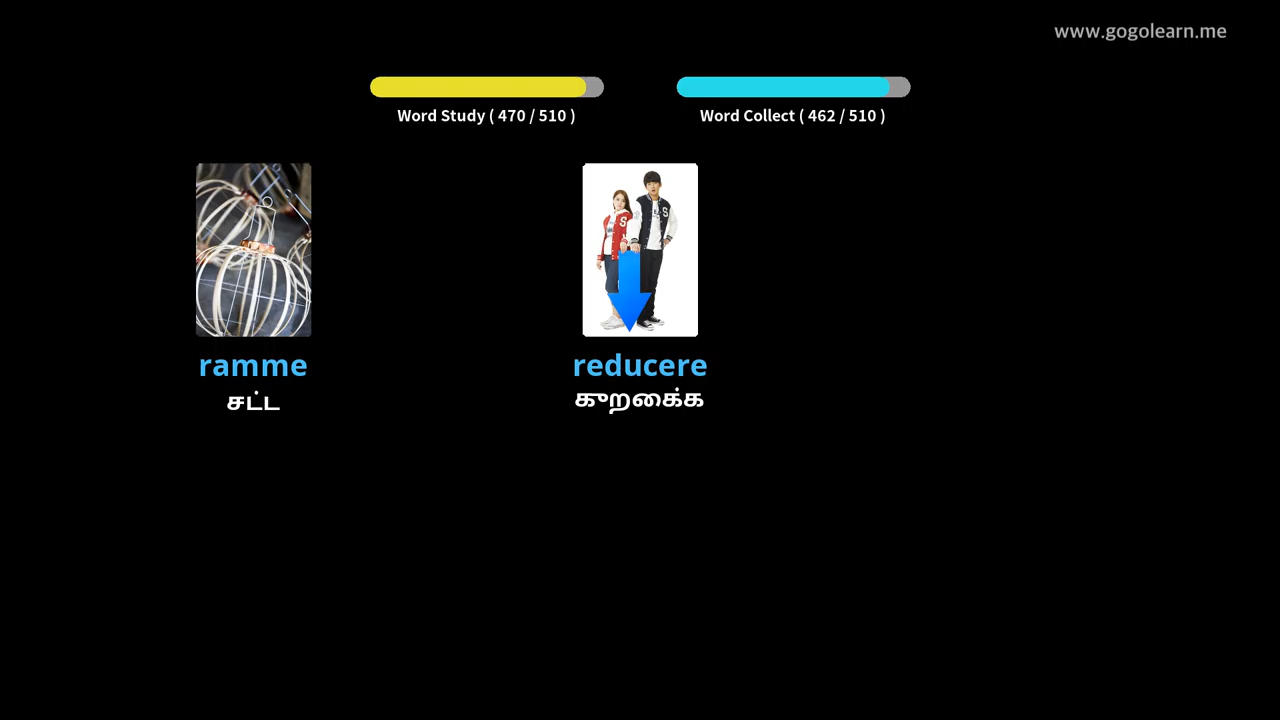 www.gogolearn.me
Word Study ( 470 / 510 )
Word Collect ( 462 / 510 )
S
S
ramme
reducere
சட்ட
குறைக்க